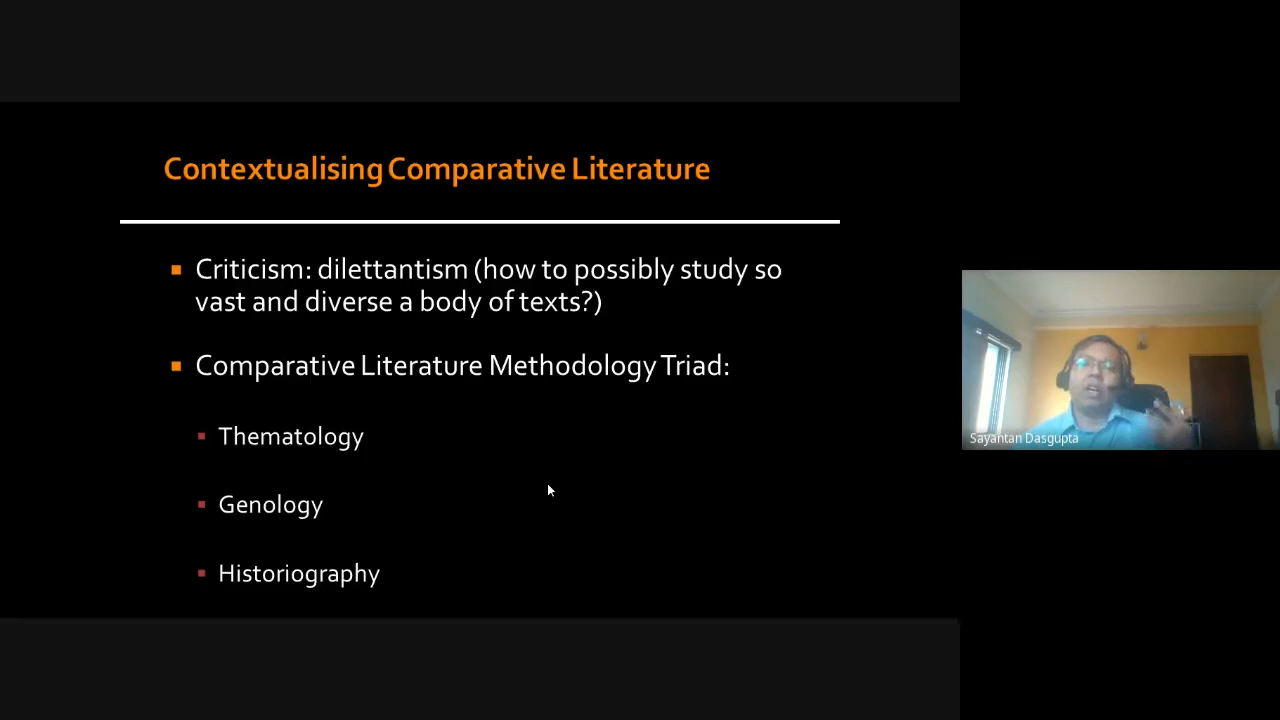 Contextualising Comparative Literature
Criticism: dilettantism (how to possibly study so
vast and diverse a body of texts?)
Comparative Literature Methodology Triad:
Thematology
Genology
Historiography
Sayantan Dasgupta